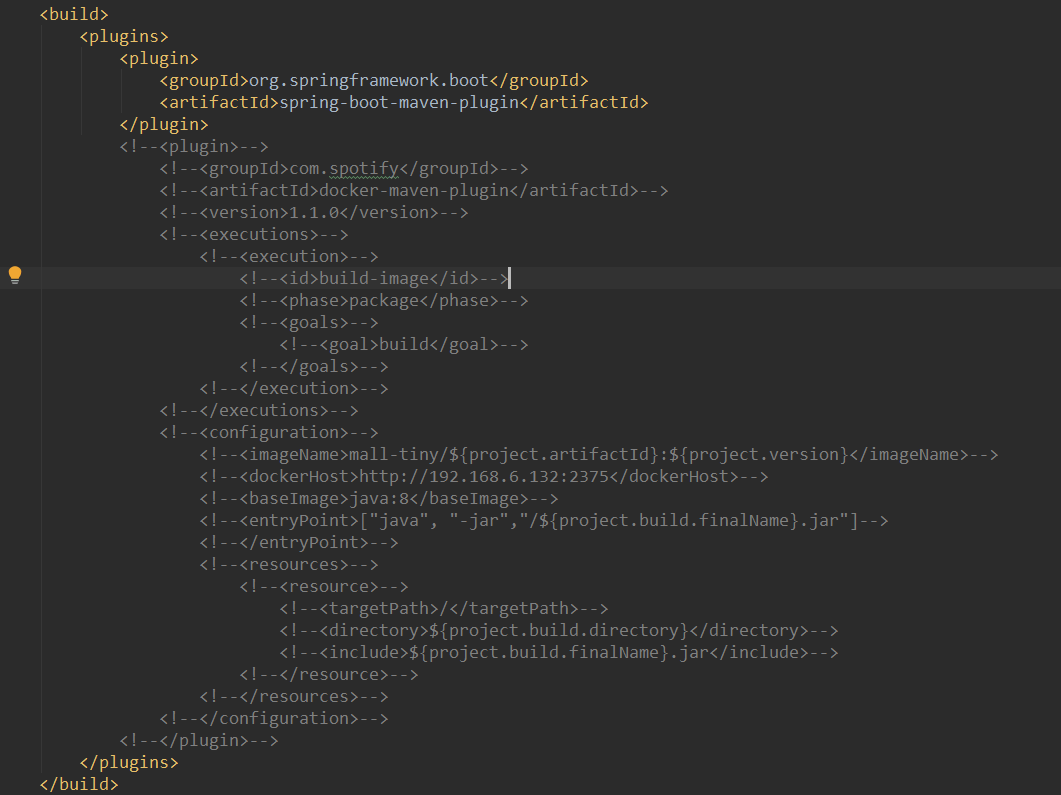 <build>
<plugins>
<plugin>
<groupId>org.springframework.boot</groupId>
<artifactId>spring-boot-maven-plugin</artifactId>
</plugin>
<!--<plugin>-->
<!--<groupId>com.spotify</groupId>-->
<!--<artifactId>docker-maven-plugin</artifactId>-->
<!--<version>1.1.0</version>-->
<!--<executions>-->
<!--<execution>-->
<!--<id>build-image</id>-->
<!--<phase>package</phase>-->
<!--<goals>-->
<!--<goal>build</goal>-->
<!--</goals>-->
<!--</execution>-->
<!--</executions>-->
<!--<configuration>-->
<!--<imageName>mall-tiny/${project.artifactId}:${project.version}</imageName>-->
<!--<dockerHost>http://192.168.6.132:2375</dockerHost>-->
<!--<baseImage>java:8</baseImage>-->
<!--<entryPoint>["java", "-jar","/${project.build.finalName}.jar"]-->
<!--</entryPoint>-->
<!--<resources>-->
<!--<resource>-->
<!--<targetPath>/</targetPath>-->
<!--<directory>${project.build.directory}</directory>-->
<!--<include>${project.build.finalName}.jar</include>-->
<!--</resource>-->
<!--</resources>-->
<!--</configuration>-->
<!--</plugin>-->
</plugins>
</build>